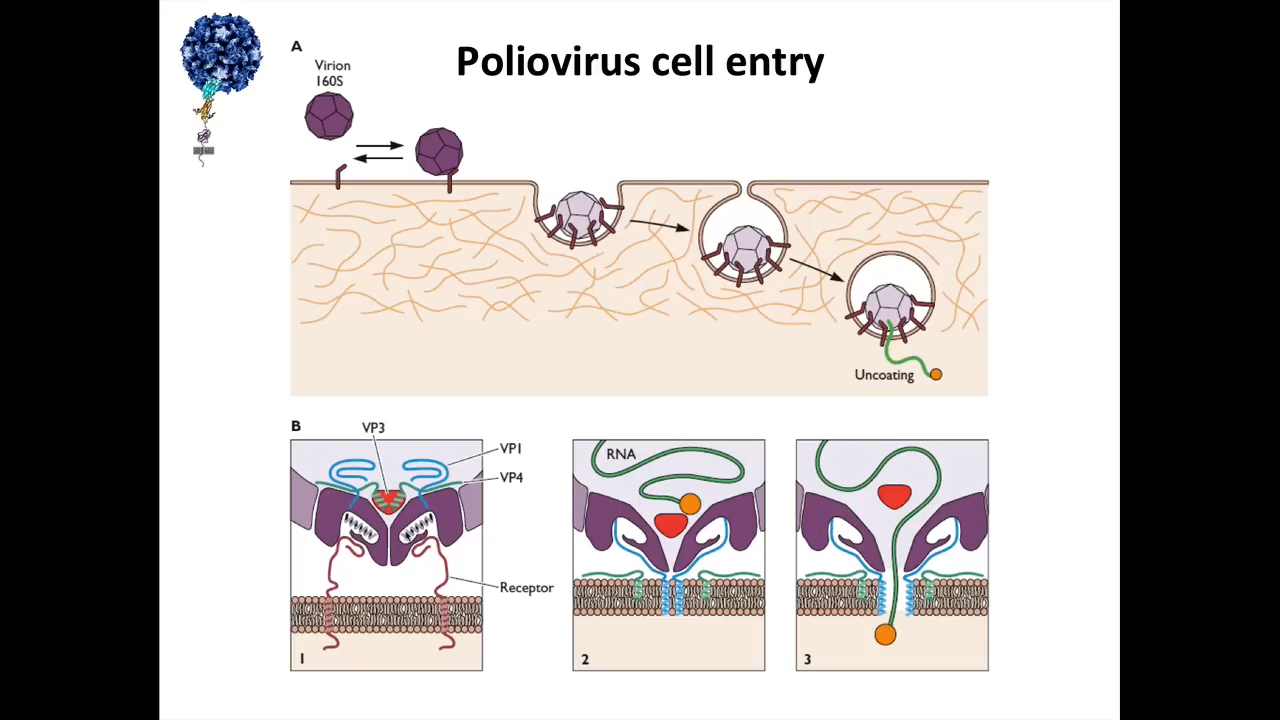 Poliovirus cell entry
A
Virion
160S
Uncoating
B
VP3
VP1
VP4
Receptor
1
RNA
2
3